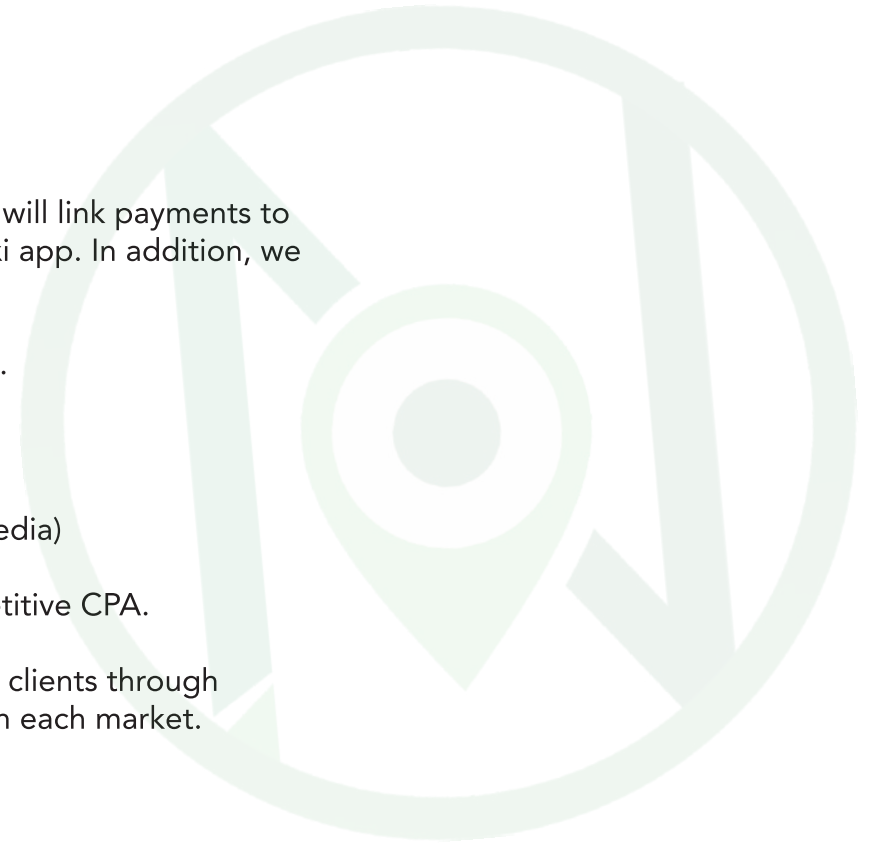 will link payments to
i app. In addition, we
.
edia)
titive CPA.
clients through
n each market.